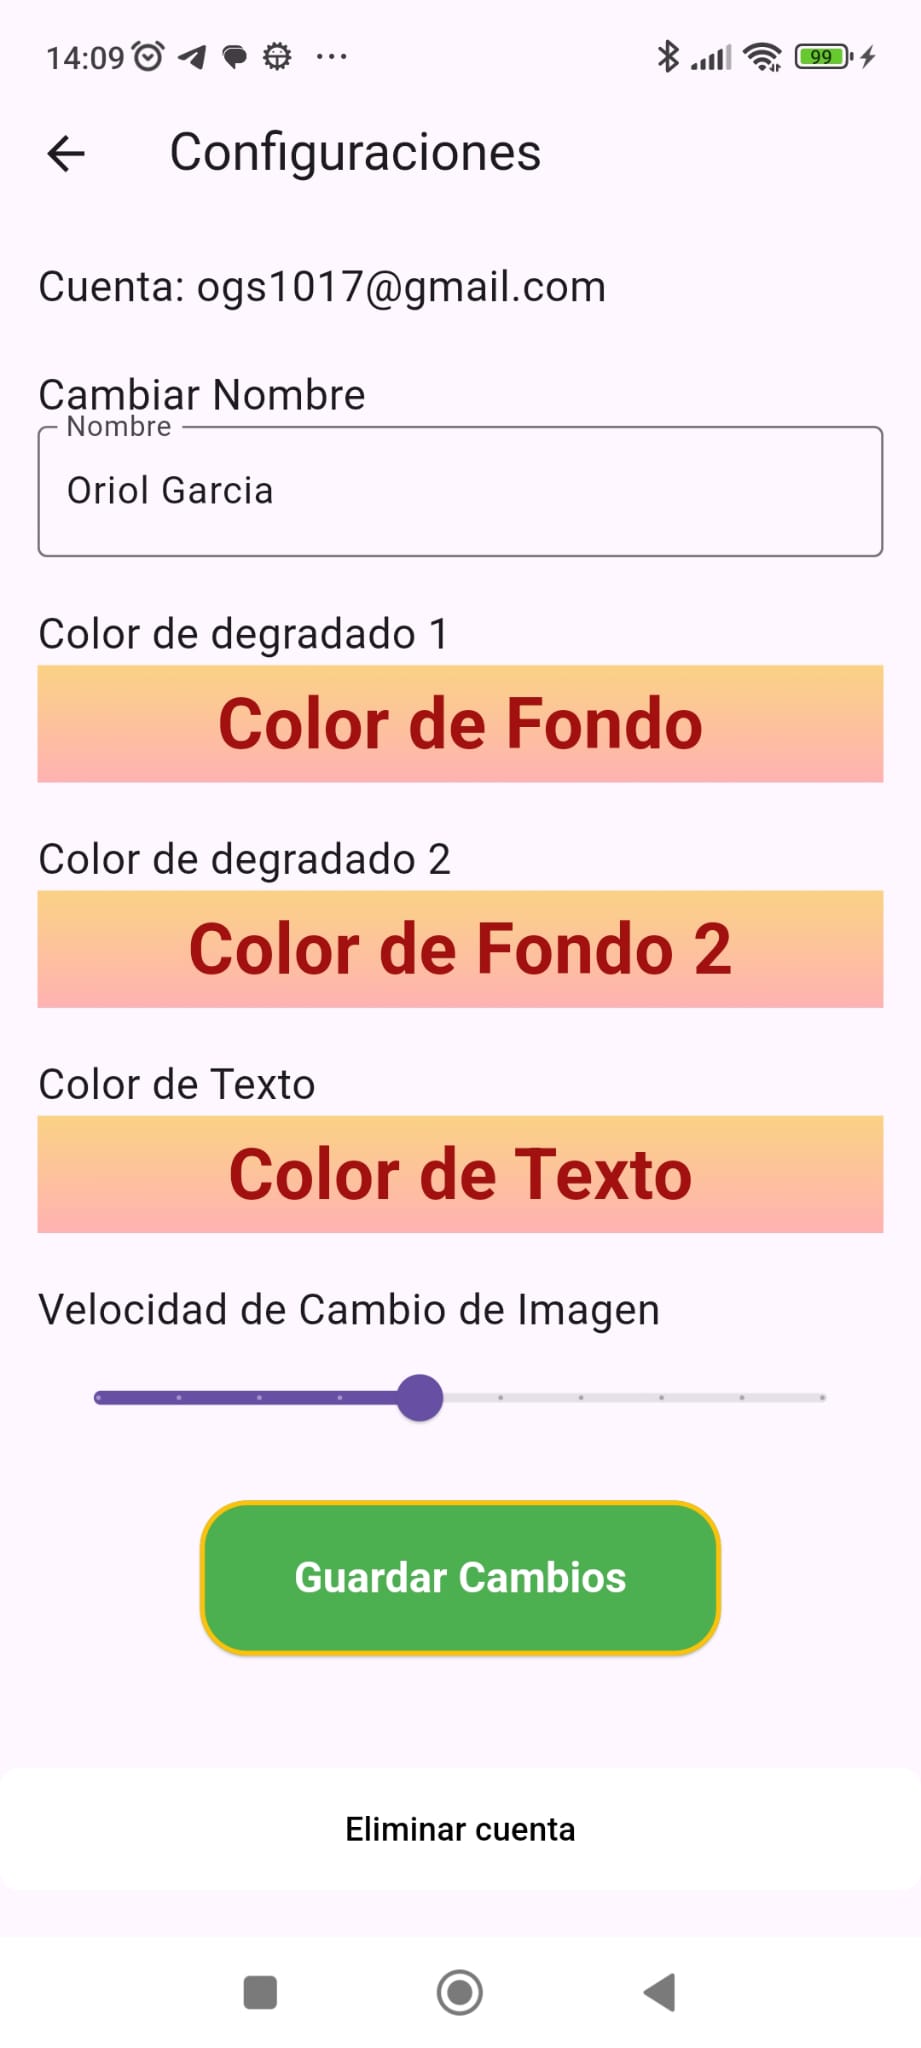 14:09
99
Configuraciones
Cuenta: ogs1017@gmail.com
Cambiar Nombre
Nombre
Oriol Garcia
Color de degradado 1
Color de Fondo
Color de degradado 2
Color de Fondo 2
Color de Texto
Color de Texto
Velocidad de Cambio de Imagen
Guardar Cambios
Eliminar cuenta